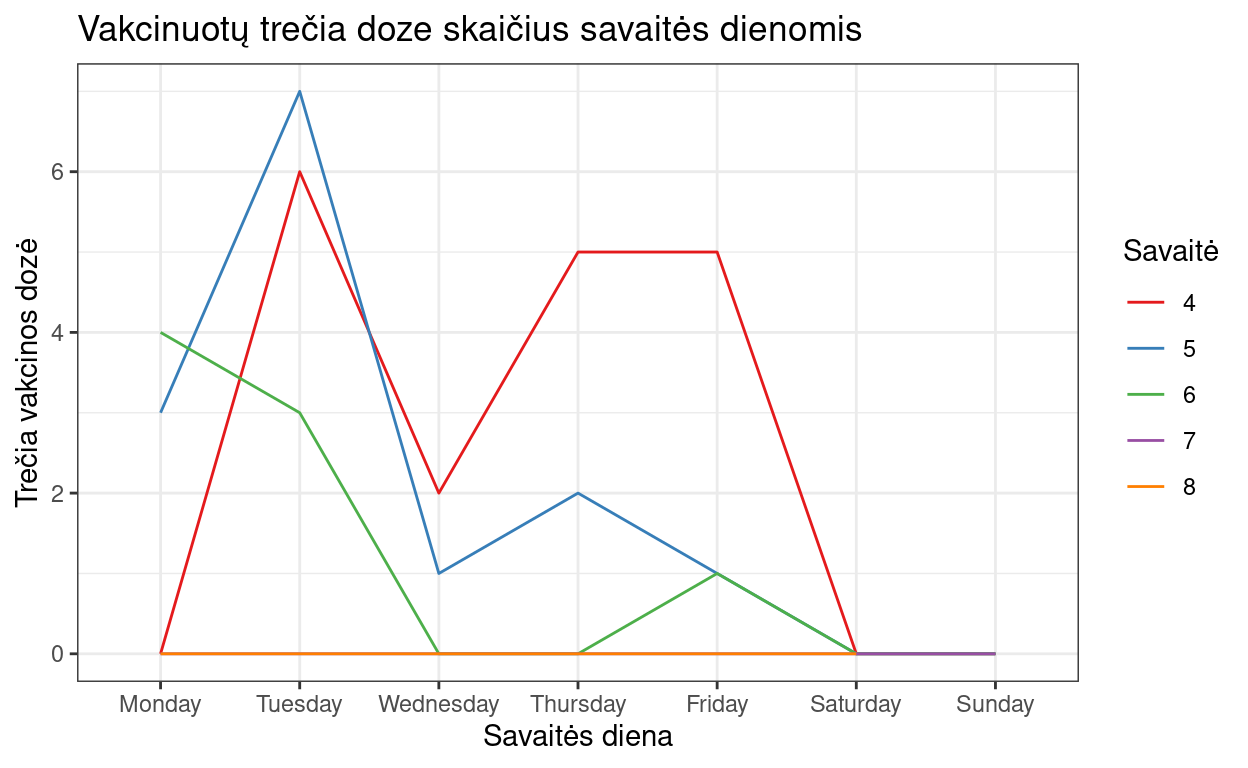 Vakcinuotų trečia doze skaičius savaitės dienomis
Trečia vakcinos dozė
6
4
2
0
Monday Tuesday Wednesday Thursday Friday Saturday Sunday
Savaitės diena
Savaitė
4
5
6
7
8